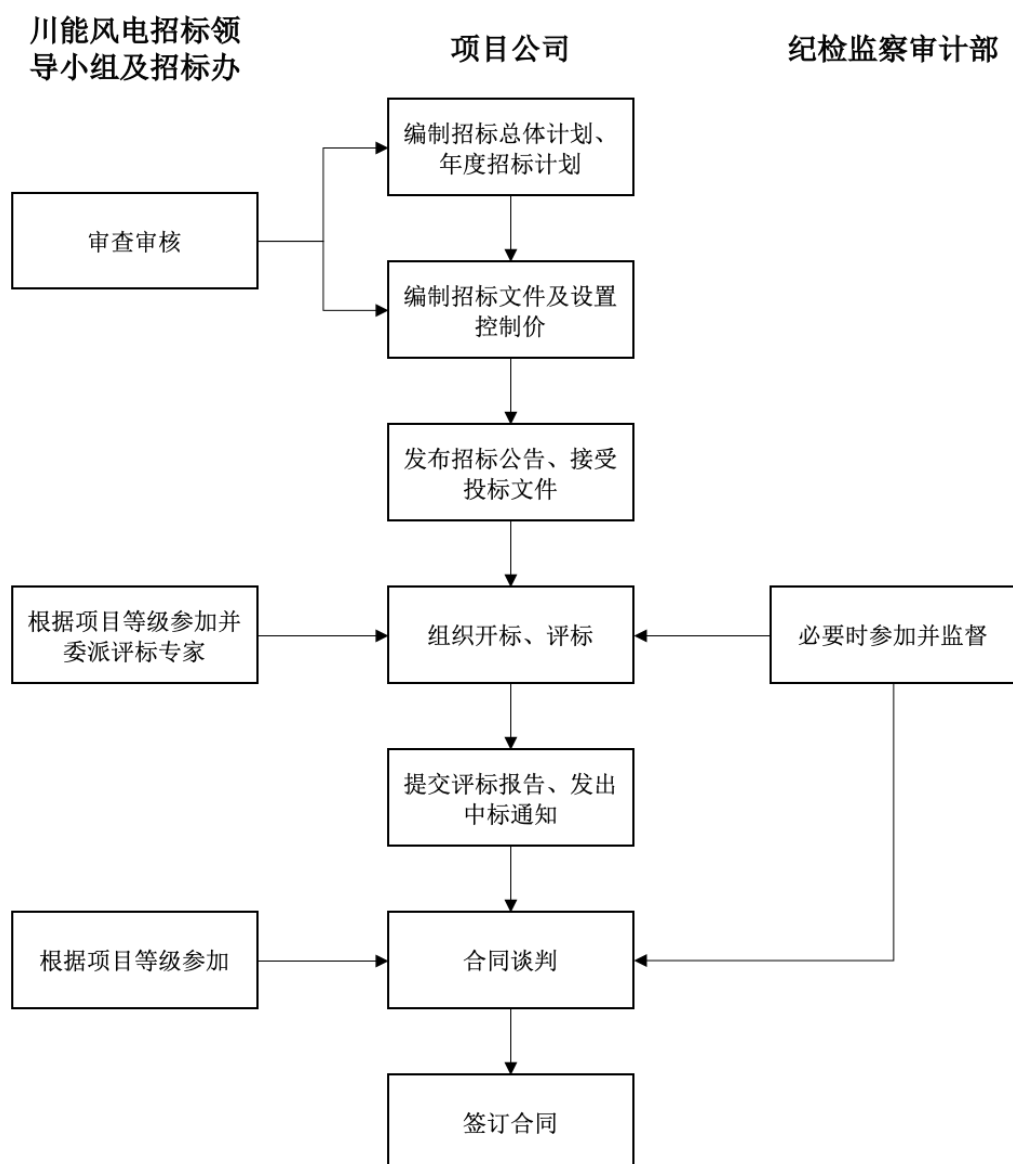 川能风电招标领
导小组及招标办
项目公司
纪检监察审计部
编制招标总体计划、
年度招标计划
审查审核
编制招标文件及设置
控制价
发布招标公告、接受
投标文件
根据项目等级参加并
委派评标专家
组织开标、评标
必要时参加并监督
提交评标报告、发出
中标通知
根据项目等级参加
合同谈判
签订合同